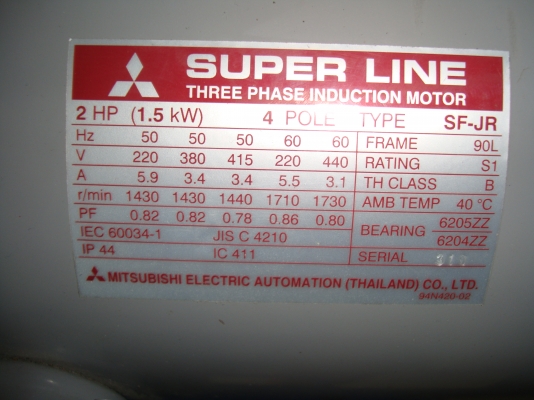 SUPER LINE
THREE PHASE INDUCTION MOTOR
2 HP (1.5 kW) 4 POLE TYPE SF-JR
Hz 50 50 50 60 60 FRAME 90L
V 220 380 415 220 440 RATING S1
A 5.9 3.4 3.4 5.5 3.1 TH CLASS B
r/min 1430 1430 1440 1710 1730 AMB TEMP 40 °C
PF 0.82 0.82 0.78 0.86 0.80 BEARING 6205ZZ
6204ZZ
IEC 60034-1 JIS C 4210
IP 44 IC 411 SERIAL
MITSUBISHI ELECTRIC AUTOMATION (THAILAND) CO., LTD.
94N420-02